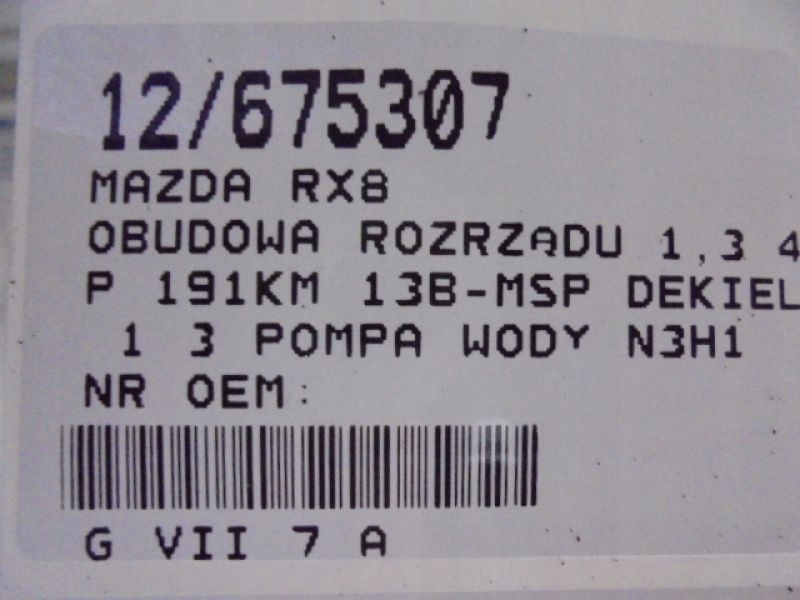 12/675307
MAZDA RX8
OBUDOWA ROZRZĄDU 1,3 4
P 191KM 13B-MSP DEKIEL
1 3 POMPA WODY N3H1
NR OEM:
G VII 7 A